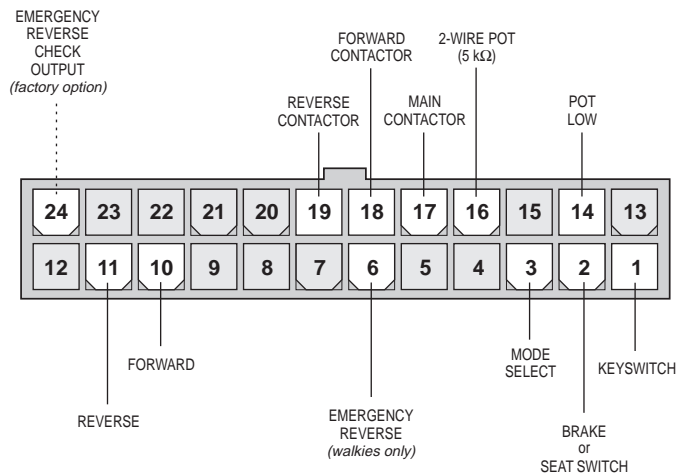 EMERGENCY
REVERSE
CHECK
OUTPUT
(factory option)
FORWARD
CONTACTOR
2-WIRE POT
(5 kΩ)
REVERSE
CONTACTOR
MAIN
CONTACTOR
POT
LOW
24 23 22 21 20 19 18 17 16 15 14 13
12 11 10 9 8 7 6 5 4 3 2 1
FORWARD
REVERSE
EMERGENCY
REVERSE
(walkies only)
MODE
SELECT
KEYSWITCH
BRAKE
or
SEAT SWITCH